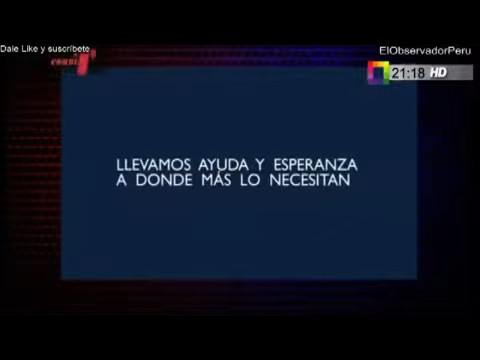 Dale Like y suscríbete
ElObservadorPeru
21:18 HD
LLEVAMOS AYUDA Y ESPERANZA
A DONDE MÁS LO NECESITAN